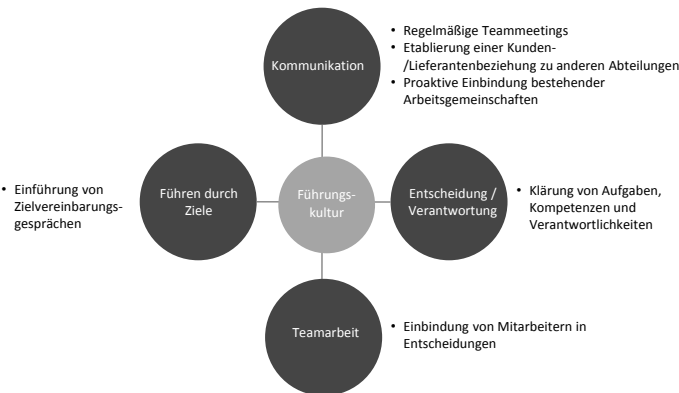 Kommunikation
• Regelmäßige Teammeetings
• Etablierung einer Kunden-
/Lieferantenbeziehung zu anderen Abteilungen
• Proaktive Einbindung bestehender
Arbeitsgemeinschaften
• Einführung von
Zielvereinbarungs-
gesprächen
Führen durch
Ziele
Führungs-
kultur
Entscheidung /
Verantwortung
• Klärung von Aufgaben,
Kompetenzen und
Verantwortlichkeiten
Teamarbeit
• Einbindung von Mitarbeitern in
Entscheidungen